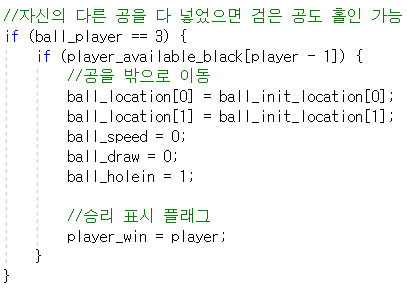 //자신의 다른 공을 다 넣었으면 검은 공도 홀인 가능
if (ball_player == 3) {
    if (player_available_black[player - 1]) {
        //공을 밖으로 이동
        ball_location[0] = ball_init_location[0];
        ball_location[1] = ball_init_location[1];
        ball_speed = 0;
        ball_draw = 0;
        ball_holein = 1;

        //승리 표시 플래그
        player_win = player;
    }
}